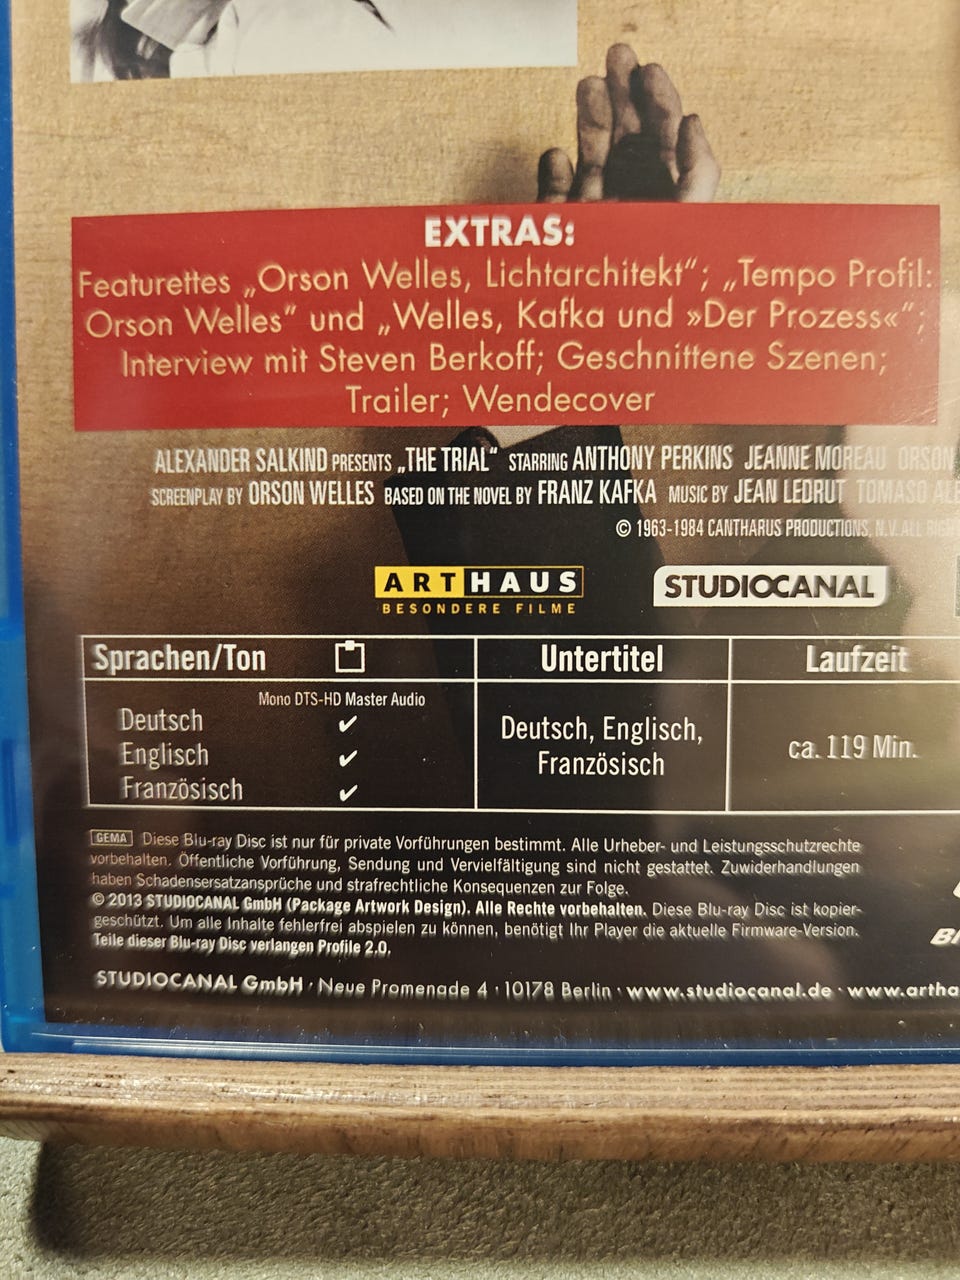 EXTRAS:
Featurettes „Orson Welles, Lichtarchitekt“; „Tempo Profil:
Orson Welles“ und „Welles, Kafka und »Der Prozess«“;
Interview mit Steven Berkoff; Geschnittene Szenen;
Trailer; Wendecover
ALEXANDER SALKIND PRESENTS „THE TRIAL“ STARRING ANTHONY PERKINS JEANNE MOREAU ORSON
SCREENPLAY BY ORSON WELLES BASED ON THE NOVEL BY FRANZ KAFKA MUSIC BY JEAN LEDRUT TOMASO
© 1963-1984 CANTHARUS PRODUCTIONS, N.V. ALL
ARTHAUS
BESONDERE FILME
STUDIOCANAL
Sprachen/Ton Untertitel Laufzeit
Mono DTS-HD Master Audio
Deutsch ✔
Englisch ✔
Französisch ✔
Deutsch, Englisch,
Französisch
ca. 119 Min.
GEMA Diese Blu-ray Disc ist nur für private Vorführungen bestimmt. Alle Urheber- und Leistungsschutzrechte
vorbehalten. Öffentliche Vorführung, Sendung und Vervielfältigung sind nicht gestattet. Zuwiderhandlungen
haben Schadensersatzansprüche und strafrechtliche Konsequenzen zur Folge.
© 2013 STUDIOCANAL GmbH (Package Artwork Design). Alle Rechte vorbehalten. Diese Blu-ray Disc ist kopier-
geschützt. Um alle Inhalte fehlerfrei abspielen zu können, benötigt Ihr Player die aktuelle Firmware-Version.
Teile dieser Blu-ray Disc verlangen Profile 2.0.
STUDIOCANAL GmbH · Neue Promenade 4 · 10178 Berlin · www.studiocanal.de · www.artha